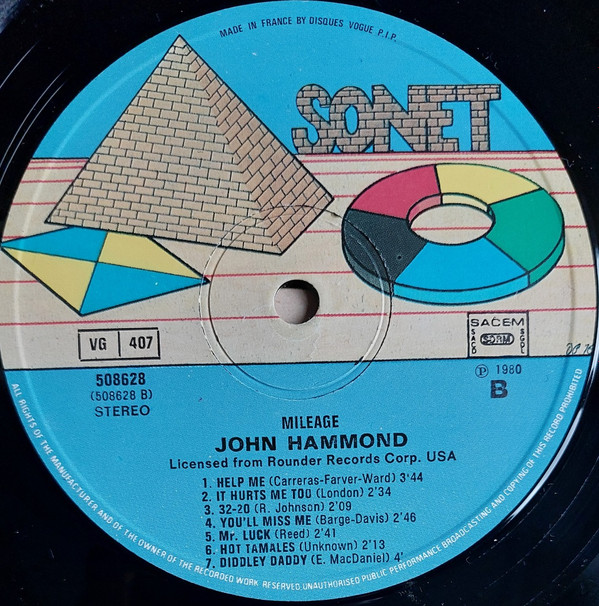 MADE IN FRANCE BY DISQUES VOGUE P.I.P.
SONET
VG 407
SACEM
SACD
SDRM
SGDL
508628
(508628 B)
STEREO
Ⓟ 1980
B
MILEAGE
JOHN HAMMOND
Licensed from Rounder Records Corp. USA
1. HELP ME (Carreras-Farver-Ward) 3'44
2. IT HURTS ME TOO (London) 2'34
3. 32-20 (R. Johnson) 2'09
4. YOU'LL MISS ME (Barge-Davis) 2'46
5. Mr. LUCK (Reed) 2'41
6. HOT TAMALES (Unknown) 2'13
7. DIDDLEY DADDY (E. MacDaniel) 4'
ALL RIGHTS OF THE MANUFACTURER AND OF THE OWNER OF THE RECORDED WORK RESERVED. UNAUTHORISED PUBLIC PERFORMANCE BROADCASTING AND COPYING OF THIS RECORD PROHIBITED